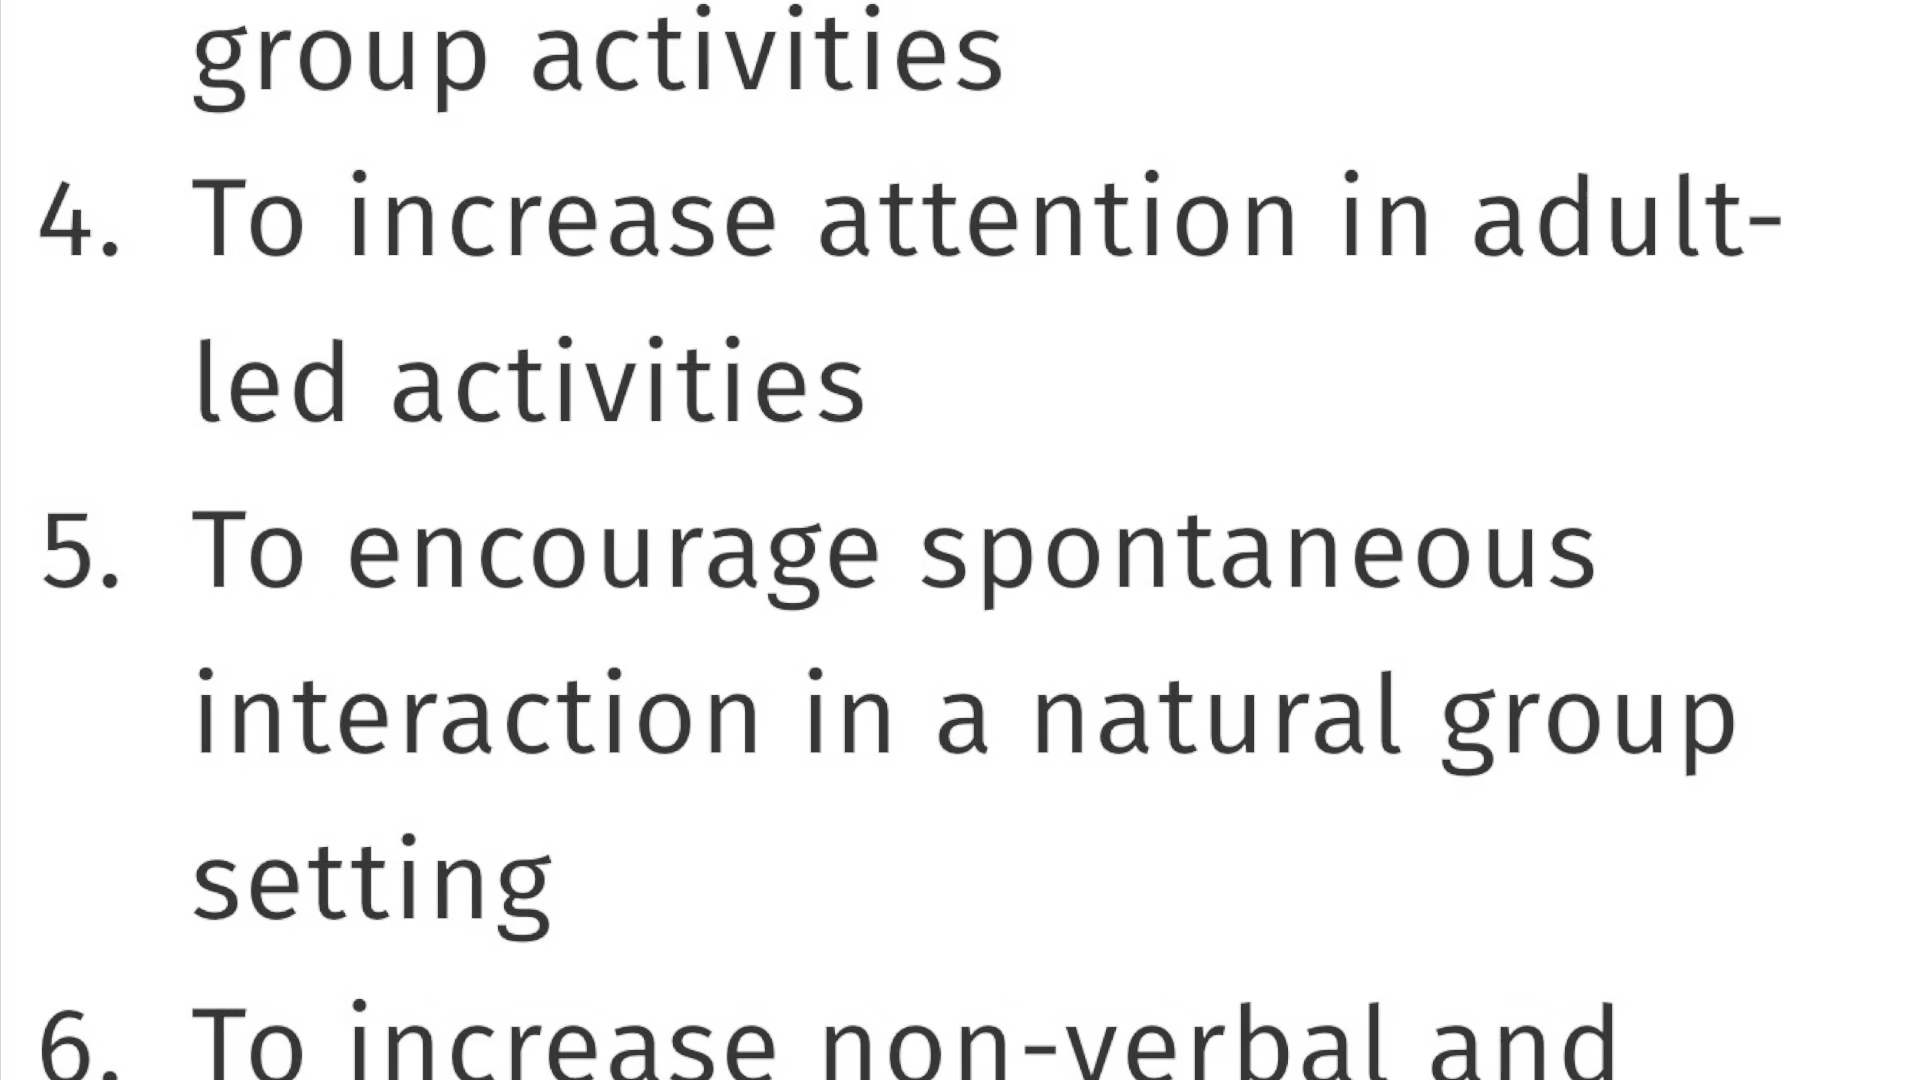 group activities
4. To increase attention in adult-
led activities
5. To encourage spontaneous
interaction in a natural group
setting
6. To increase non-verbal and